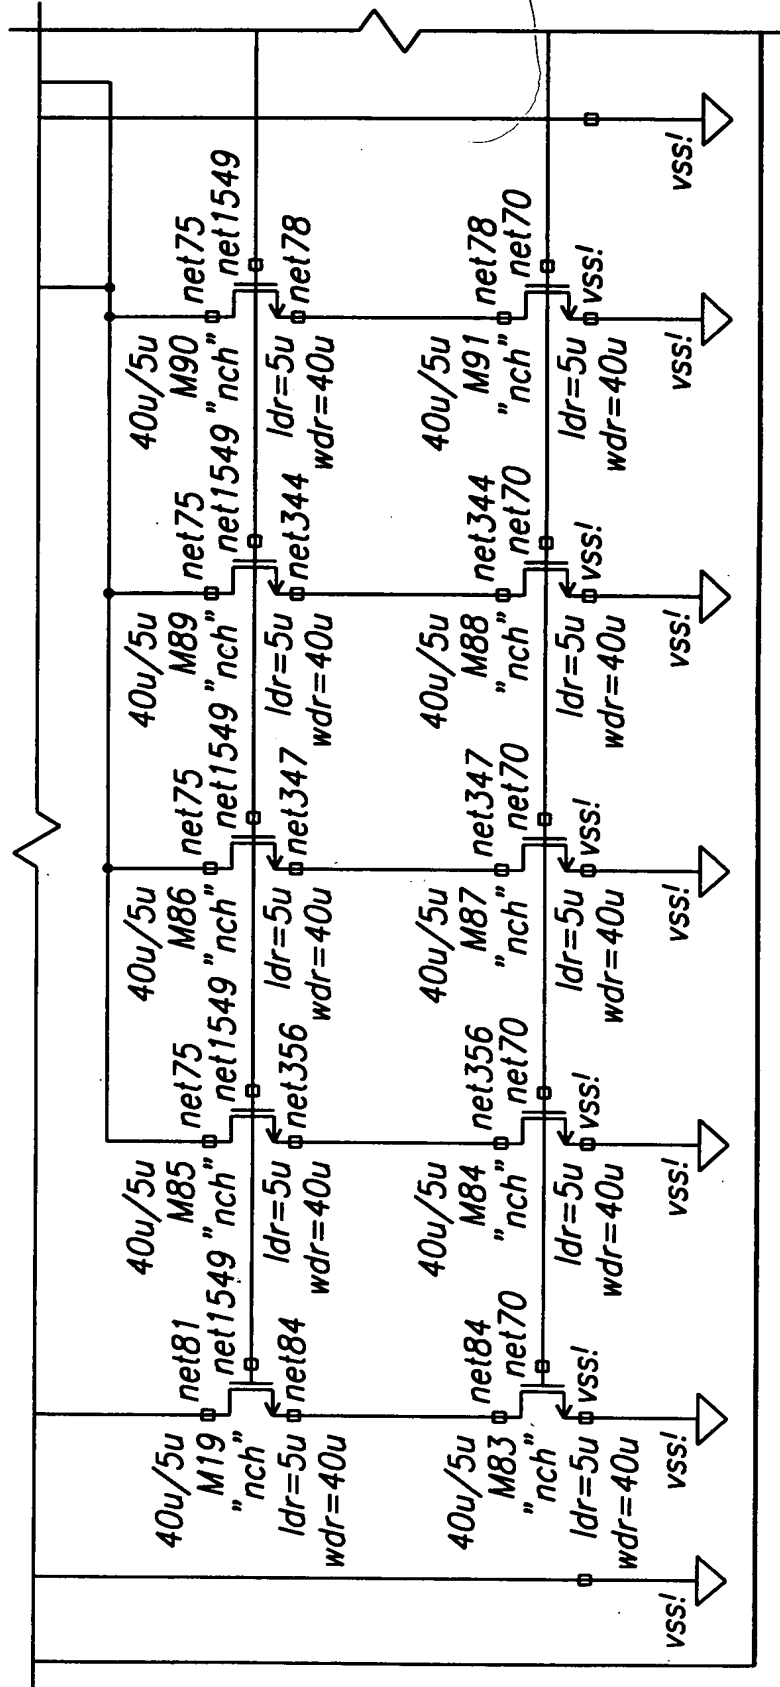 vss!
net75
net1549
40u/5u
M90
"nch"
net78
ldr=5u
wdr=40u
net78
net70
40u/5u
M91
"nch"
vss!
ldr=5u
wdr=40u
vss!
net75
net1549
40u/5u
M89
"nch"
net344
ldr=5u
wdr=40u
net344
net70
40u/5u
M88
"nch"
vss!
ldr=5u
wdr=40u
vss!
net75
net1549
40u/5u
M86
"nch"
net347
ldr=5u
wdr=40u
net347
net70
40u/5u
M87
"nch"
vss!
ldr=5u
wdr=40u
vss!
net75
net1549
40u/5u
M85
"nch"
net356
ldr=5u
wdr=40u
net356
net70
40u/5u
M84
"nch"
vss!
ldr=5u
wdr=40u
vss!
net81
net1549
40u/5u
M19
"nch"
net84
ldr=5u
wdr=40u
net84
net70
40u/5u
M83
"nch"
vss!
ldr=5u
wdr=40u
vss!
vss!